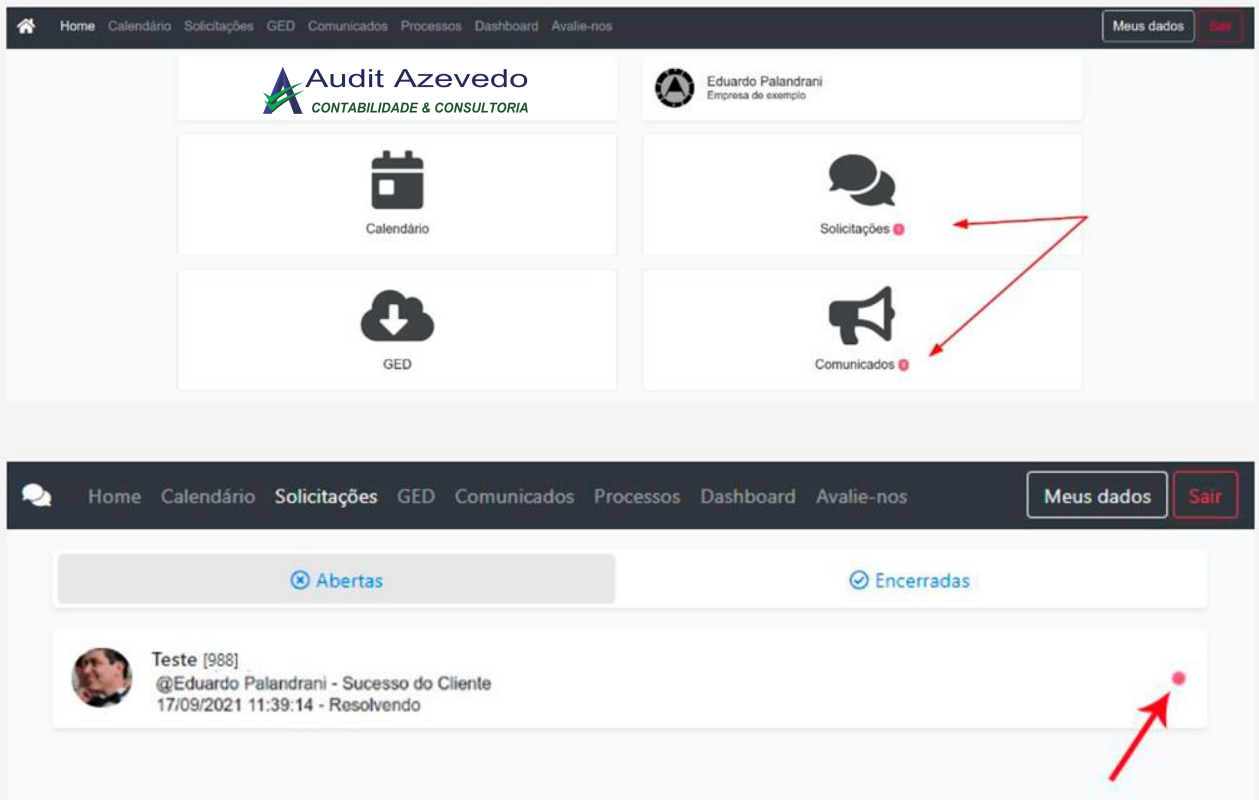 Home Calendário Solicitações GED Comunicados Processos Dashboard Avalie-nos Meus dados Sair
Audit Azevedo
CONTABILIDADE & CONSULTORIA
Eduardo Palandrani
Empresa de exemplo
Calendário
Solicitações
GED
Comunicados
Home Calendário Solicitações GED Comunicados Processos Dashboard Avalie-nos Meus dados Sair
Abertas
Encerradas
Teste [988]
@Eduardo Palandrani - Sucesso do Cliente
17/09/2021 11:39:14 - Resolvendo